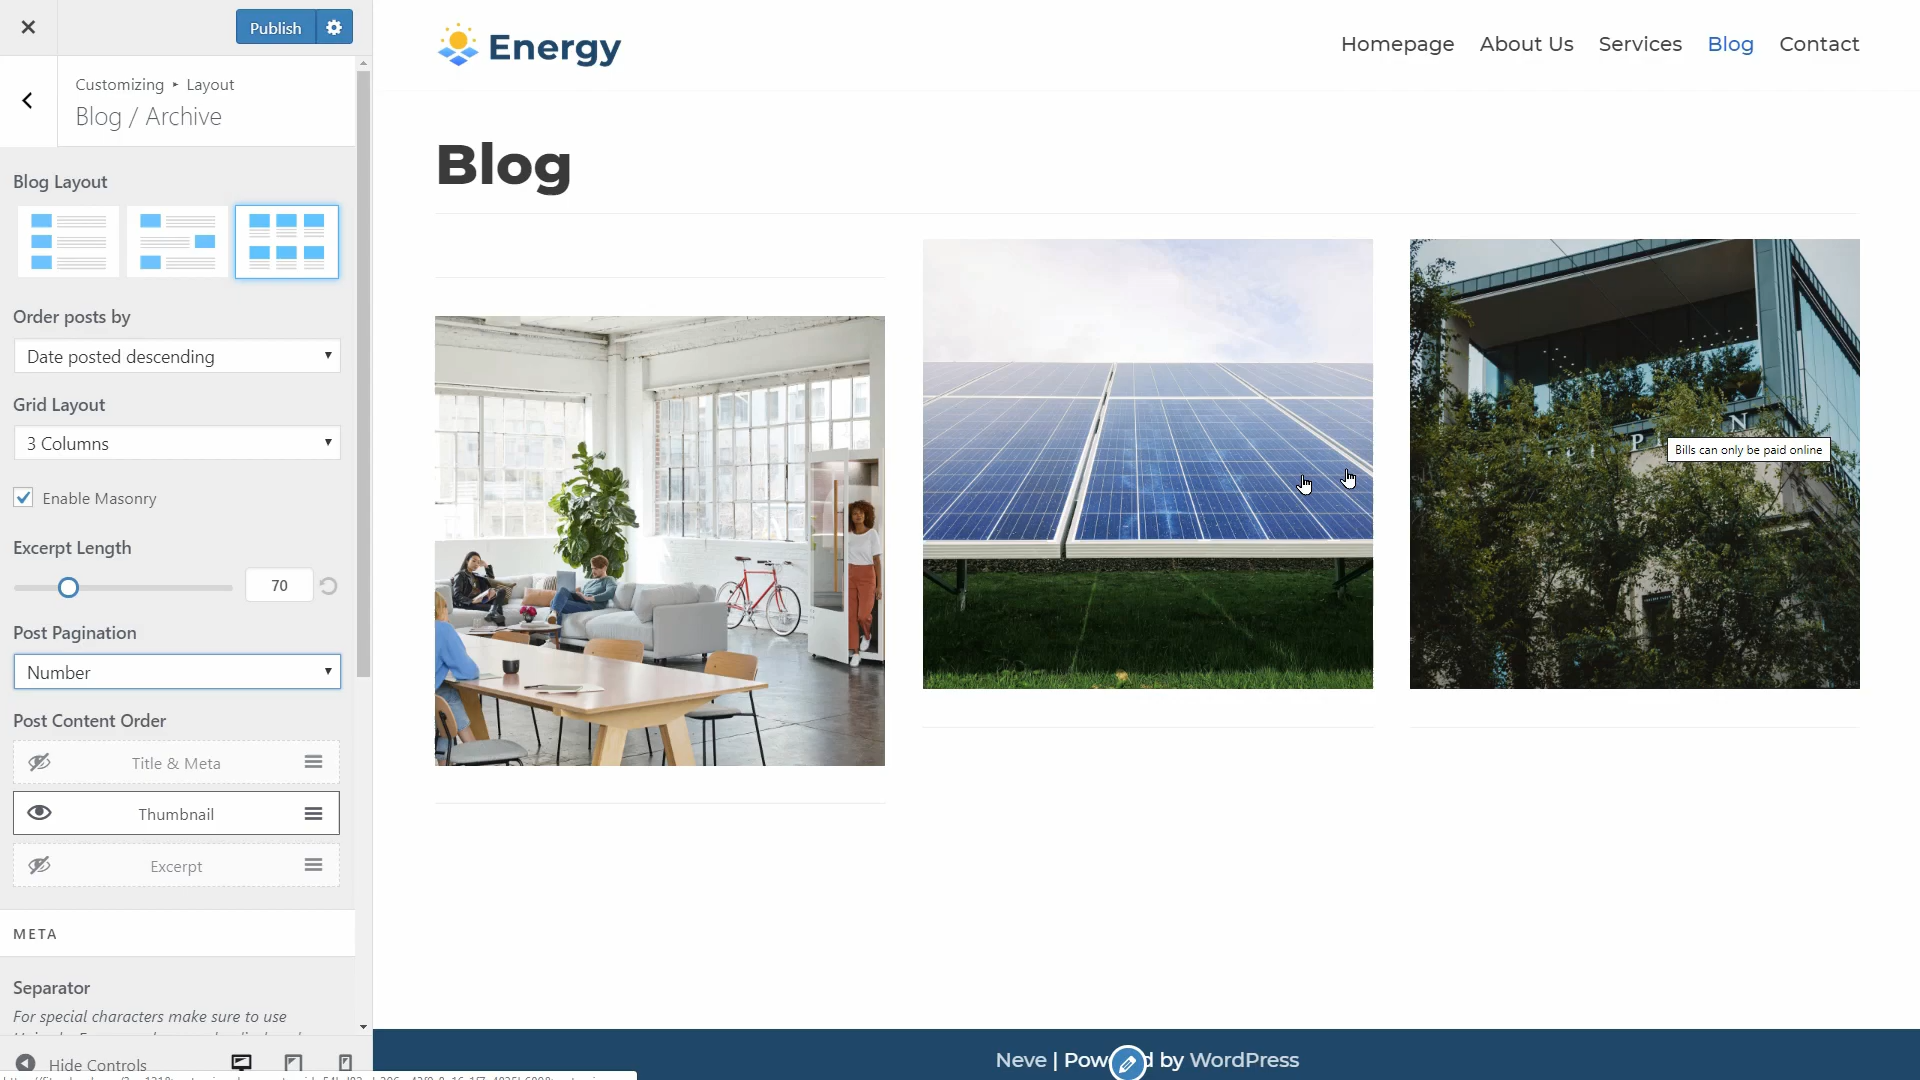 Publish
Customizing ▸ Layout
Blog / Archive
Blog Layout
Order posts by
Date posted descending
Grid Layout
3 Columns
Enable Masonry
Excerpt Length
70
Post Pagination
Number
Post Content Order
Title & Meta
Thumbnail
Excerpt
META
Separator
For special characters make sure to use
Hide Controls
Energy
Homepage
About Us
Services
Blog
Contact
Blog
Bills can only be paid online
Neve | by WordPress